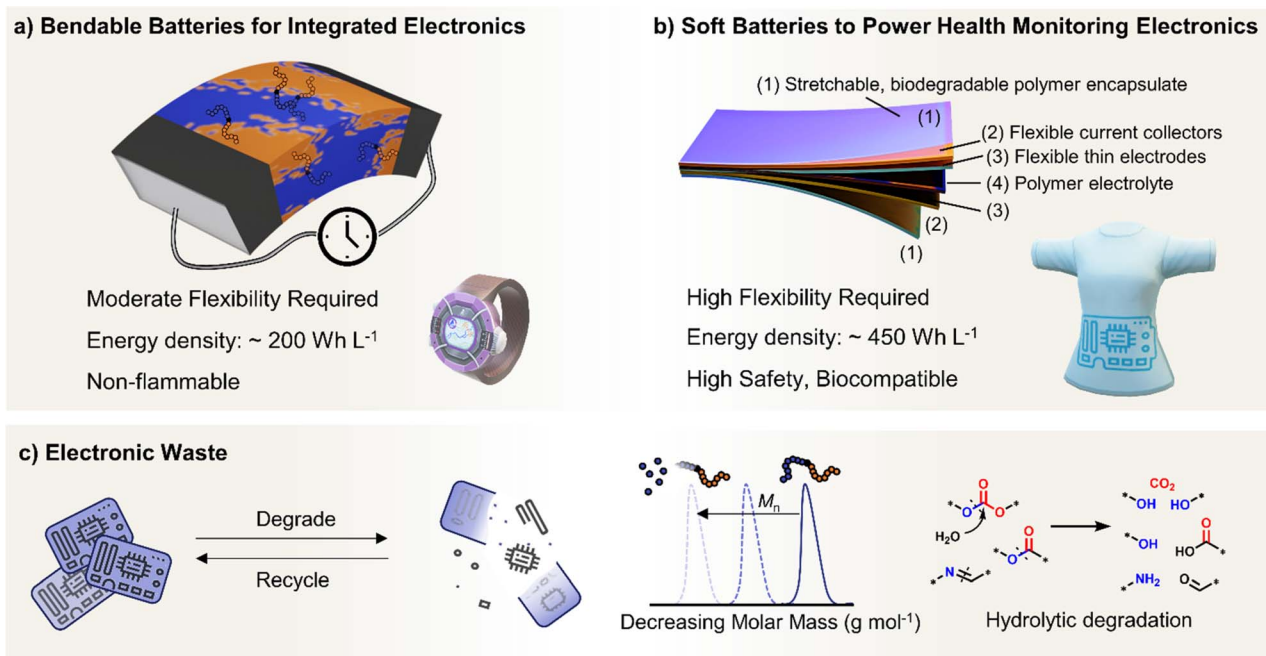 a) Bendable Batteries for Integrated Electronics
Moderate Flexibility Required
Energy density: ~ 200 Wh L⁻¹
Non-flammable
b) Soft Batteries to Power Health Monitoring Electronics
(1) Stretchable, biodegradable polymer encapsulate
(1)
(2) Flexible current collectors
(3) Flexible thin electrodes
(4) Polymer electrolyte
(3)
(2)
(1)
High Flexibility Required
Energy density: ~ 450 Wh L⁻¹
High Safety, Biocompatible
c) Electronic Waste
Degrade
Recycle
Mₙ
Decreasing Molar Mass (g mol⁻¹)
O
* O O *
H₂O
O
* O *
* N *
CO₂
* OH HO *
* OH
O
HO *
* NH₂
O *
Hydrolytic degradation